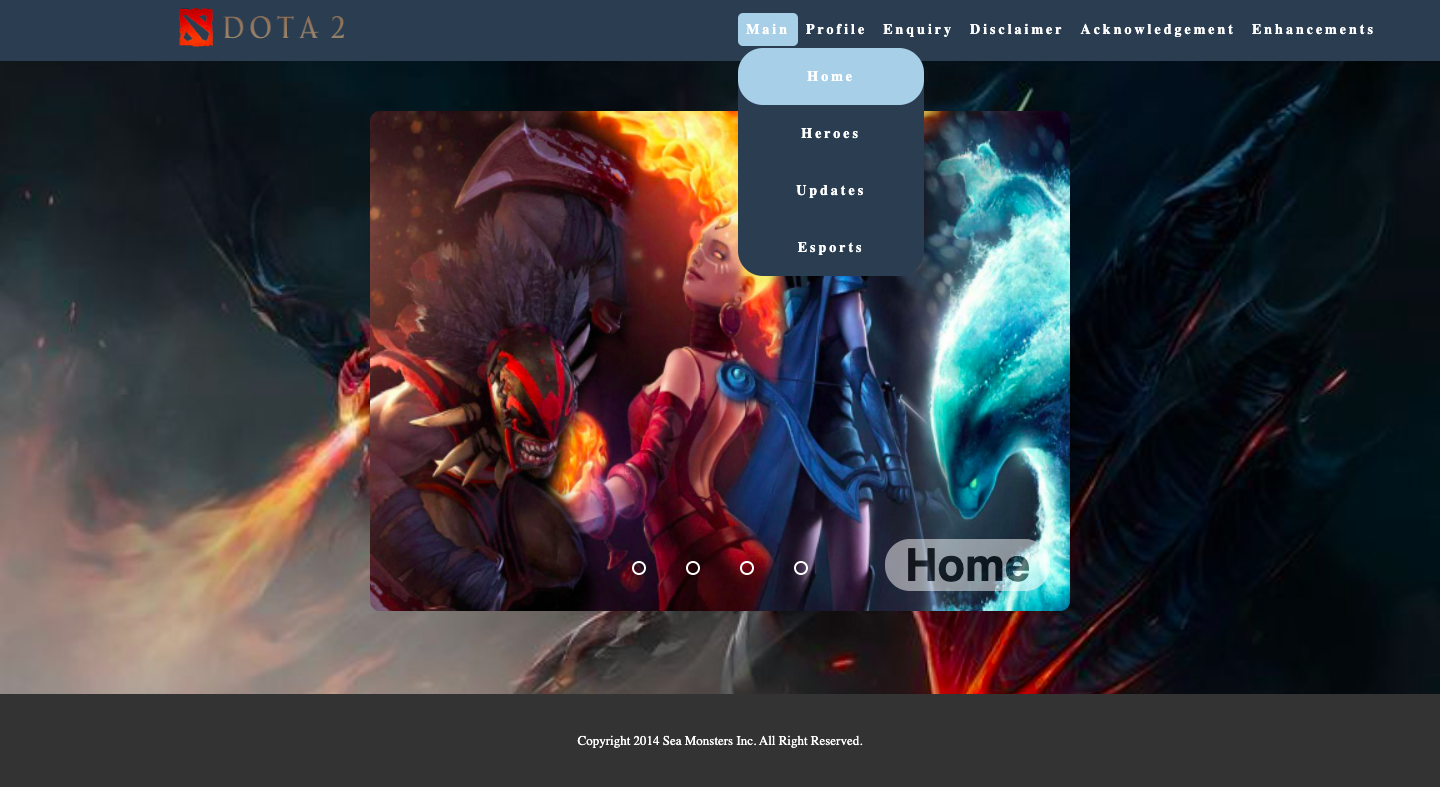 DOTA 2
Main Profile Enquiry Disclaimer Acknowledgement Enhancements
Home
Heroes
Updates
Esports
Home
Copyright 2014 Sea Monsters Inc. All Right Reserved.